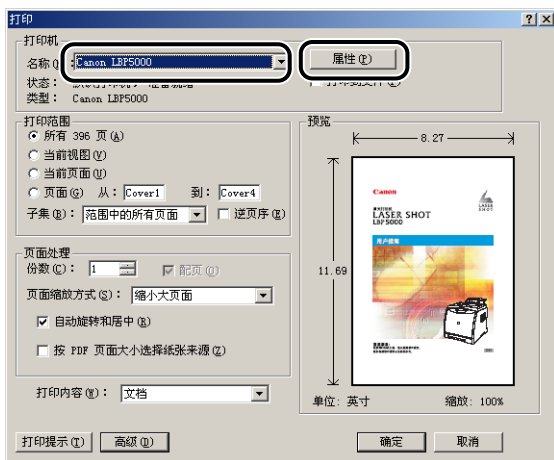 打印
打印机
名称(N):Canon LBP5000
属性(P)
状态:
类型: Canon LBP5000
打印范围
所有 396 页(A)
当前视图(V)
当前页面(U)
页面(G) 从: Cover1 到: Cover4
子集(B): 范围中的所有页面 逆页序(E)
页面处理
份数(C): 1 配页(O)
页面缩放方式(S): 缩小大页面
自动旋转和居中(R)
按 PDF 页面大小选择纸张来源(Z)
打印内容(W): 文档
预览
8.27
11.69
Canon
LASER SHOT
LASER SHOT
LBP5000
用户指南
单位: 英寸 缩放: 100%
打印提示(T) 高级(D) 确定 取消